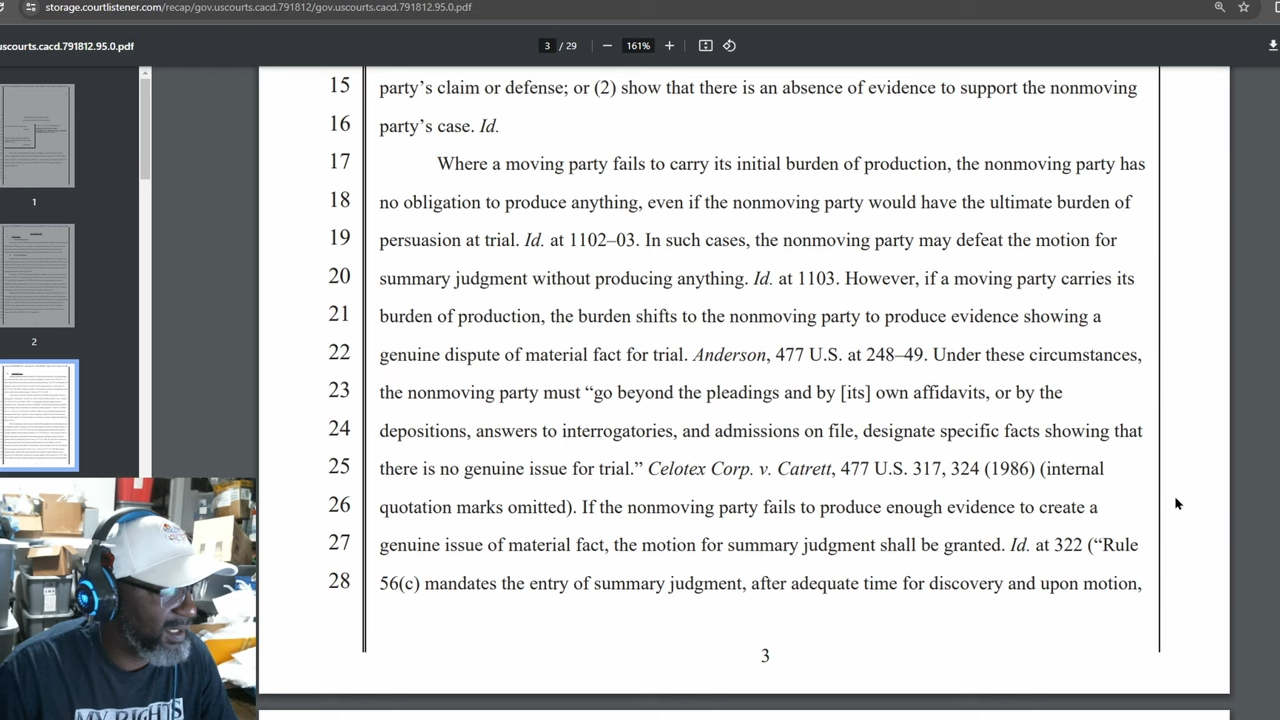 storage.courtlistener.com/recap/gov.uscourts.cacd.791812/gov.uscourts.cacd.791812.95.0.pdf
uscourts.cacd.791812.95.0.pdf
3 / 29
161%
1
2
15 party’s claim or defense; or (2) show that there is an absence of evidence to support the nonmoving
16 party’s case. Id.
17 Where a moving party fails to carry its initial burden of production, the nonmoving party has
18 no obligation to produce anything, even if the nonmoving party would have the ultimate burden of
19 persuasion at trial. Id. at 1102–03. In such cases, the nonmoving party may defeat the motion for
20 summary judgment without producing anything. Id. at 1103. However, if a moving party carries its
21 burden of production, the burden shifts to the nonmoving party to produce evidence showing a
22 genuine dispute of material fact for trial. Anderson, 477 U.S. at 248–49. Under these circumstances,
23 the nonmoving party must “go beyond the pleadings and by [its] own affidavits, or by the
24 depositions, answers to interrogatories, and admissions on file, designate specific facts showing that
25 there is no genuine issue for trial.” Celotex Corp. v. Catrett, 477 U.S. 317, 324 (1986) (internal
26 quotation marks omitted). If the nonmoving party fails to produce enough evidence to create a
27 genuine issue of material fact, the motion for summary judgment shall be granted. Id. at 322 (“Rule
28 56(c) mandates the entry of summary judgment, after adequate time for discovery and upon motion,
3
MY RIGHTS